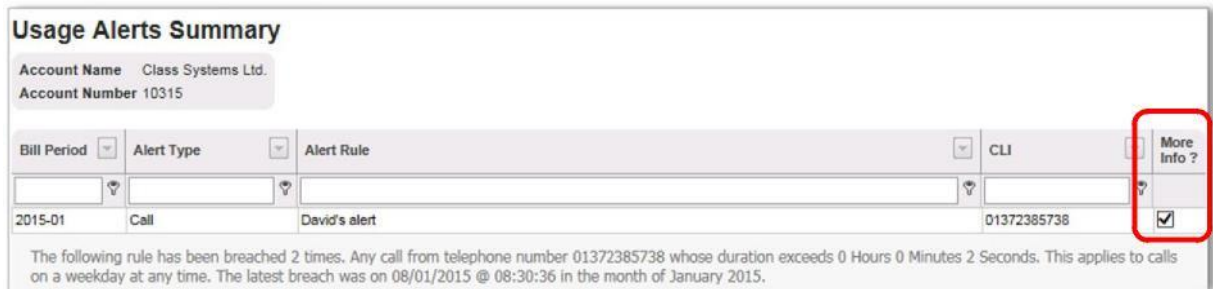 Usage Alerts Summary
Account Name Class Systems Ltd.
Account Number 10315
Bill Period Alert Type Alert Rule CLI More Info ?
2015-01 Call David's alert 01372385738
The following rule has been breached 2 times. Any call from telephone number 01372385738 whose duration exceeds 0 Hours 0 Minutes 2 Seconds. This applies to calls
on a weekday at any time. The latest breach was on 08/01/2015 @ 08:30:36 in the month of January 2015.